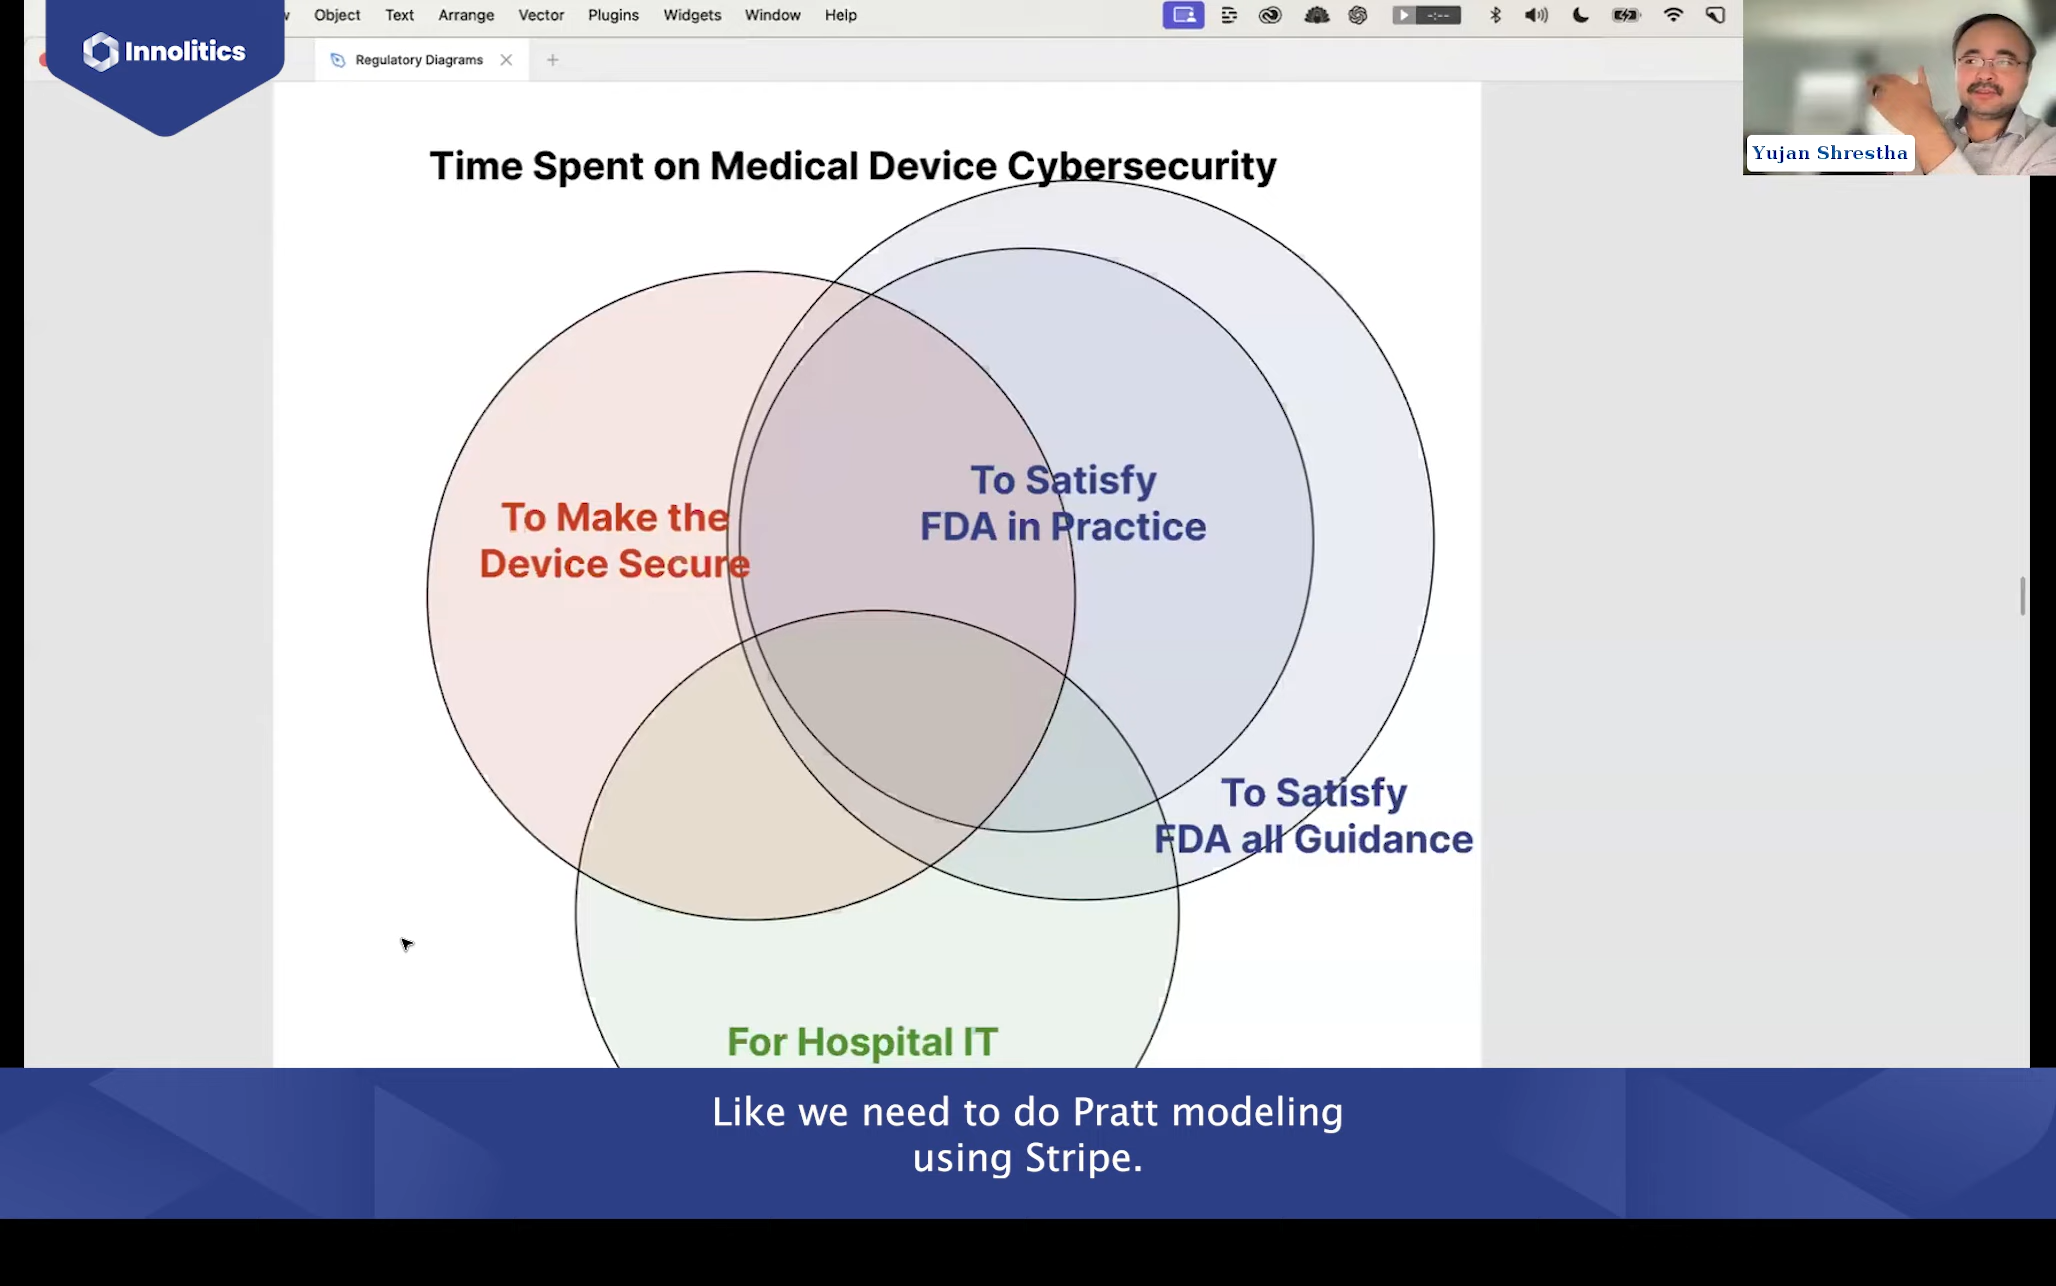 Object Text Arrange Vector Plugins Widgets Window Help
-:--
Innolitics
Regulatory Diagrams
Yujan Shrestha
Time Spent on Medical Device Cybersecurity
To Satisfy
FDA in Practice
To Make the
Device Secure
To Satisfy
FDA all Guidance
For Hospital IT
Like we need to do Pratt modeling
using Stripe.